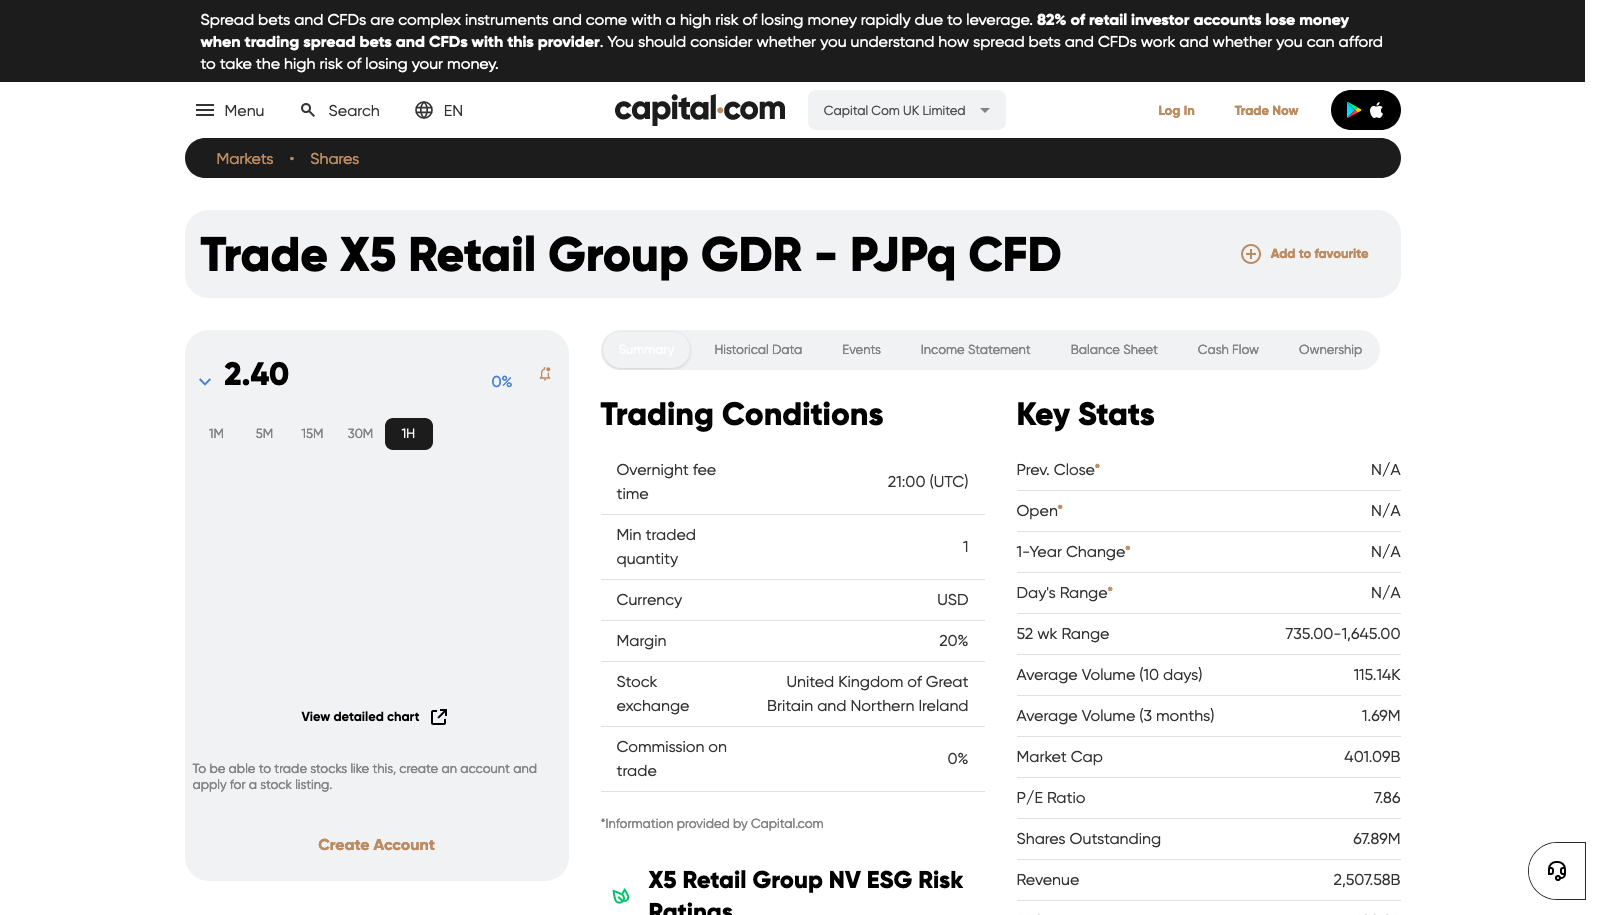 Spread bets and CFDs are complex instruments and come with a high risk of losing money rapidly due to leverage. 82% of retail investor accounts lose money
when trading spread bets and CFDs with this provider. You should consider whether you understand how spread bets and CFDs work and whether you can afford
to take the high risk of losing your money.
Menu Search EN capital.com Capital Com UK Limited Log In Trade Now
Markets • Shares
Trade X5 Retail Group GDR - PJPq CFD
Add to favourite
2.40 0%
1M 5M 15M 30M 1H
View detailed chart
To be able to trade stocks like this, create an account and
apply for a stock listing.
Create Account
Summary Historical Data Events Income Statement Balance Sheet Cash Flow Ownership
Trading Conditions
Overnight fee
time
21:00 (UTC)
Min traded
quantity
1
Currency USD
Margin 20%
Stock
exchange
United Kingdom of Great
Britain and Northern Ireland
Commission on
trade
0%
*Information provided by Capital.com
X5 Retail Group NV ESG Risk
Ratings
Key Stats
Prev. Close* N/A
Open* N/A
1-Year Change* N/A
Day's Range* N/A
52 wk Range 735.00-1,645.00
Average Volume (10 days) 115.14K
Average Volume (3 months) 1.69M
Market Cap 401.09B
P/E Ratio 7.86
Shares Outstanding 67.89M
Revenue 2,507.58B